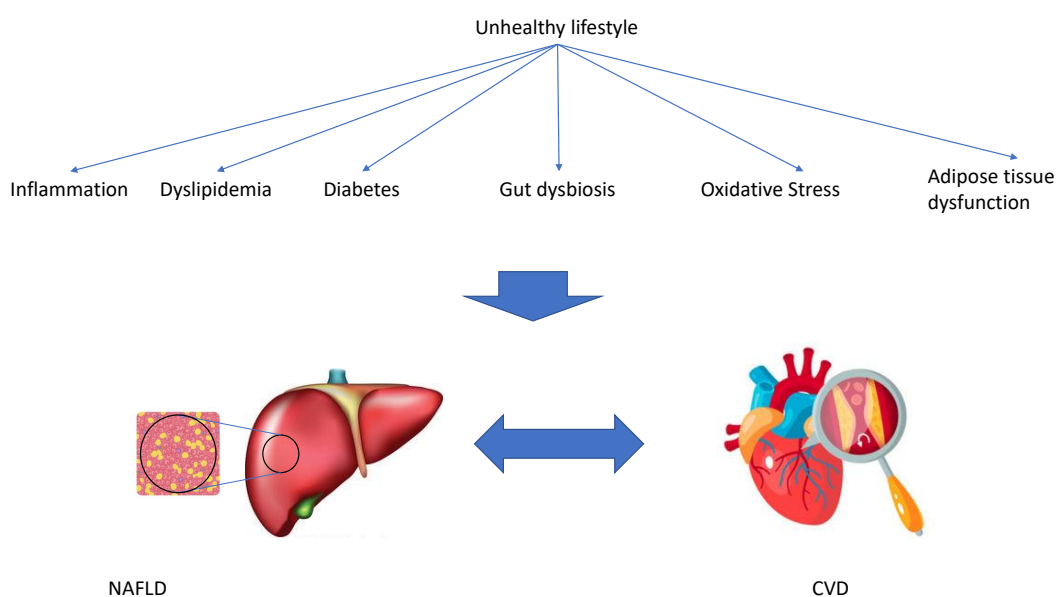 Unhealthy lifestyle
Inflammation
Dyslipidemia
Diabetes
Gut dysbiosis
Oxidative Stress
Adipose tissue
dysfunction
NAFLD
CVD